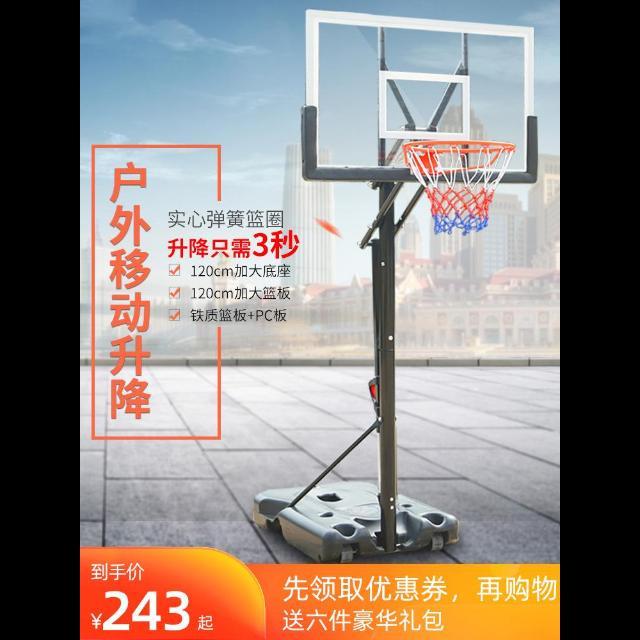 户外移动升降
实心弹簧篮圈
升降只需3秒
120cm加大底座
120cm加大篮板
铁质篮板+PC板
到手价
¥243起
先领取优惠券，再购物
送六件豪华礼包